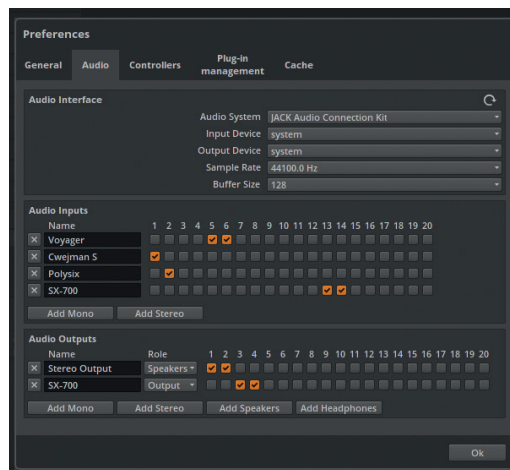 Preferences
General Audio Controllers Plug-in management Cache
Audio Interface
Audio System JACK Audio Connection Kit
Input Device system
Output Device system
Sample Rate 44100.0 Hz
Buffer Size 128
Audio Inputs
Name 1 2 3 4 5 6 7 8 9 10 11 12 13 14 15 16 17 18 19 20
Voyager
Cwejman S
Polysix
SX-700
Add Mono Add Stereo
Audio Outputs
Name Role 1 2 3 4 5 6 7 8 9 10 11 12 13 14 15 16 17 18 19 20
Stereo Output Speakers
SX-700 Output
Add Mono Add Stereo Add Speakers Add Headphones
Ok